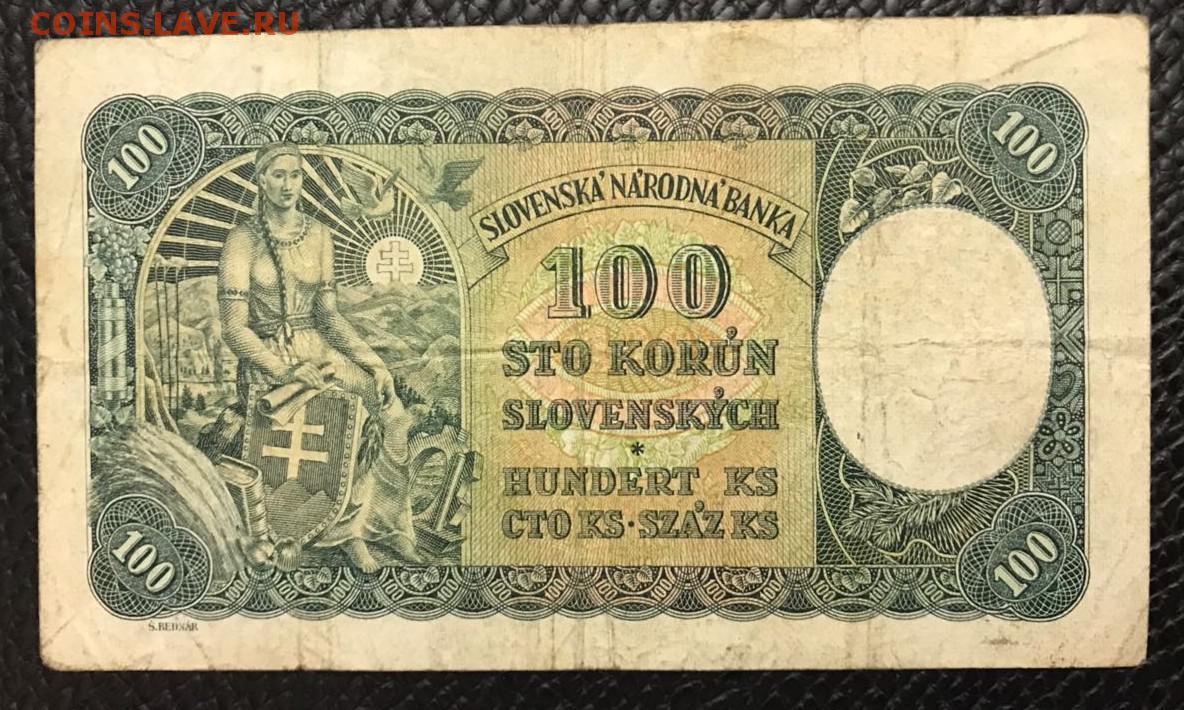 COINS.LAVE.RU
100
100
SLOVENSKÁ NÁRODNÁ BANKA
100
STO KORÚN
SLOVENSKÝCH
*
HUNDERT KS
СТО KS · SZÁZ KS
100
100
Š. BEDNÁR